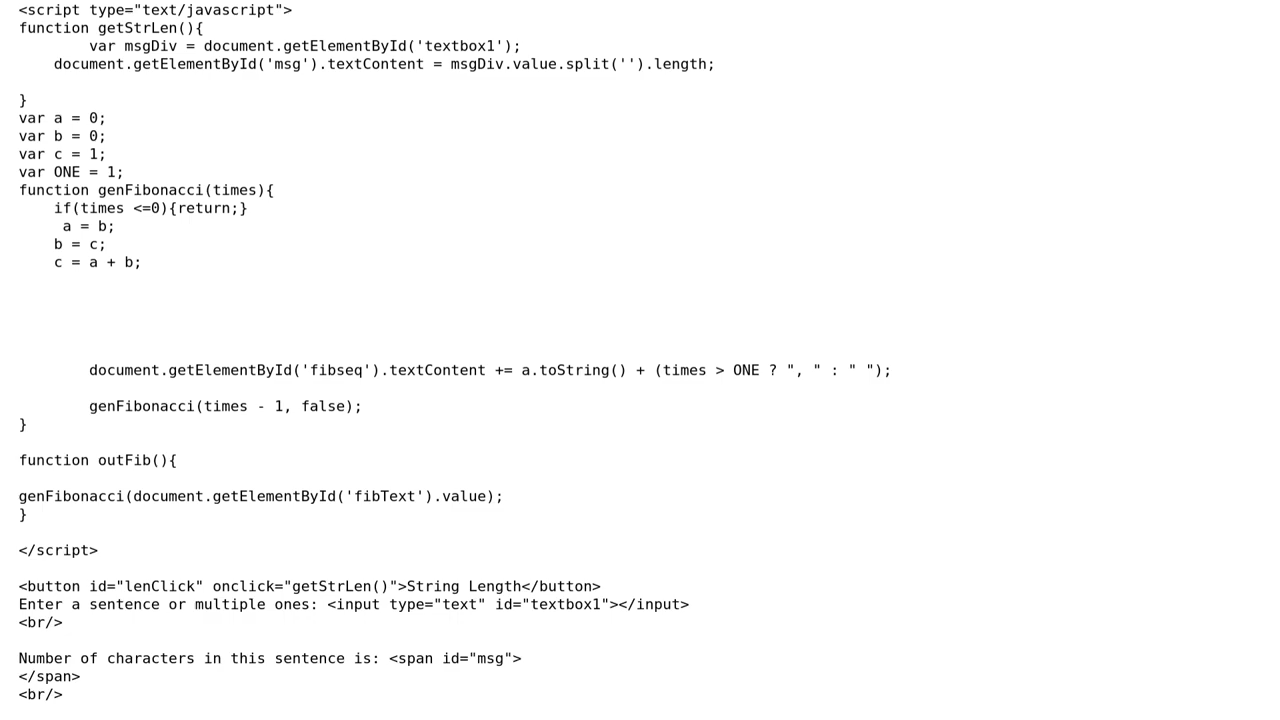 <script type="text/javascript">
function getStrLen(){
        var msgDiv = document.getElementById('textbox1');
    document.getElementById('msg').textContent = msgDiv.value.split('').length;

}
var a = 0;
var b = 0;
var c = 1;
var ONE = 1;
function genFibonacci(times){
    if(times <=0){return;}
     a = b;
    b = c;
    c = a + b;





        document.getElementById('fibseq').textContent += a.toString() + (times > ONE ? ", " : " ");

        genFibonacci(times - 1, false);
}

function outFib(){

genFibonacci(document.getElementById('fibText').value);
}

</script>

<button id="lenClick" onclick="getStrLen()">String Length</button>
Enter a sentence or multiple ones: <input type="text" id="textbox1"></input>
<br/>

Number of characters in this sentence is: <span id="msg">
</span>
<br/>